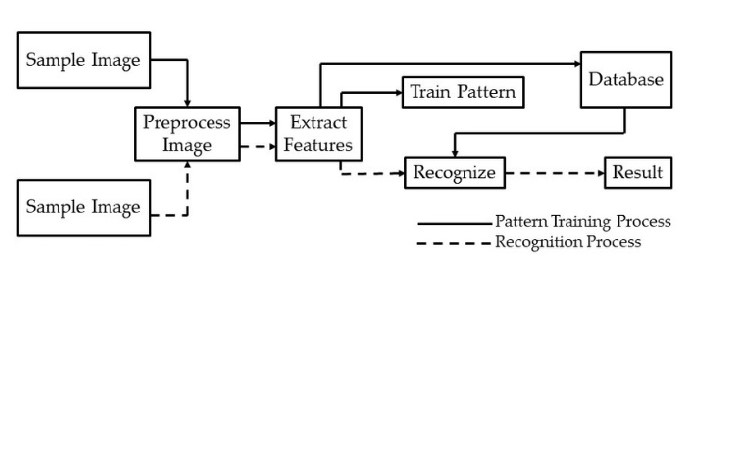 Sample Image
Database
Train Pattern
Preprocess
Image
Extract
Features
Recognize
Result
Sample Image
Pattern Training Process
Recognition Process